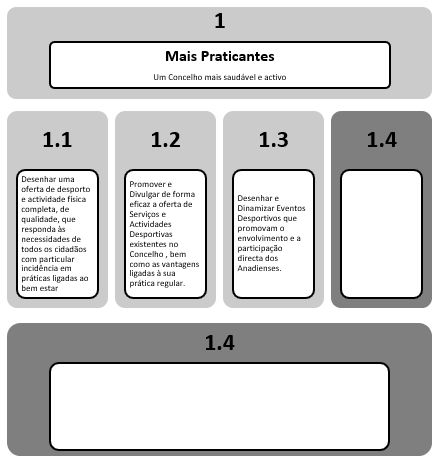 1
Mais Praticantes
Um Concelho mais saudável e activo
1.1
Desenhar uma
oferta de desporto
e actividade física
completa, de
qualidade, que
responda às
necessidades de
todos os cidadãos
com particular
incidência em
práticas ligadas ao
bem estar
1.2
Promover e
Divulgar de forma
eficaz a oferta de
Serviços e
Actividades
Desportivas
existentes no
Concelho , bem
como as vantagens
ligadas à sua
prática regular.
1.3
Desenhar e
Dinamizar Eventos
Desportivos que
promovam o
envolvimento e a
participação
directa dos
Anadienses.
1.4
1.4